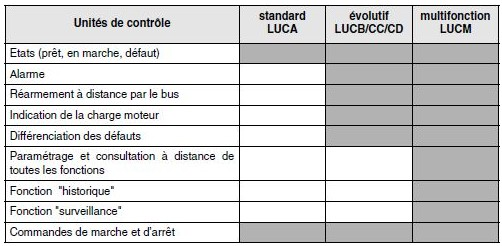 Unités de contrôle
standard
LUCA
évolutif
LUCB/CC/CD
multifonction
LUCM
Etats (prêt, en marche, défaut)
Alarme
Réarmement à distance par le bus
Indication de la charge moteur
Différenciation des défauts
Paramétrage et consultation à distance de
toutes les fonctions
Fonction "historique"
Fonction "surveillance"
Commandes de marche et d'arrêt